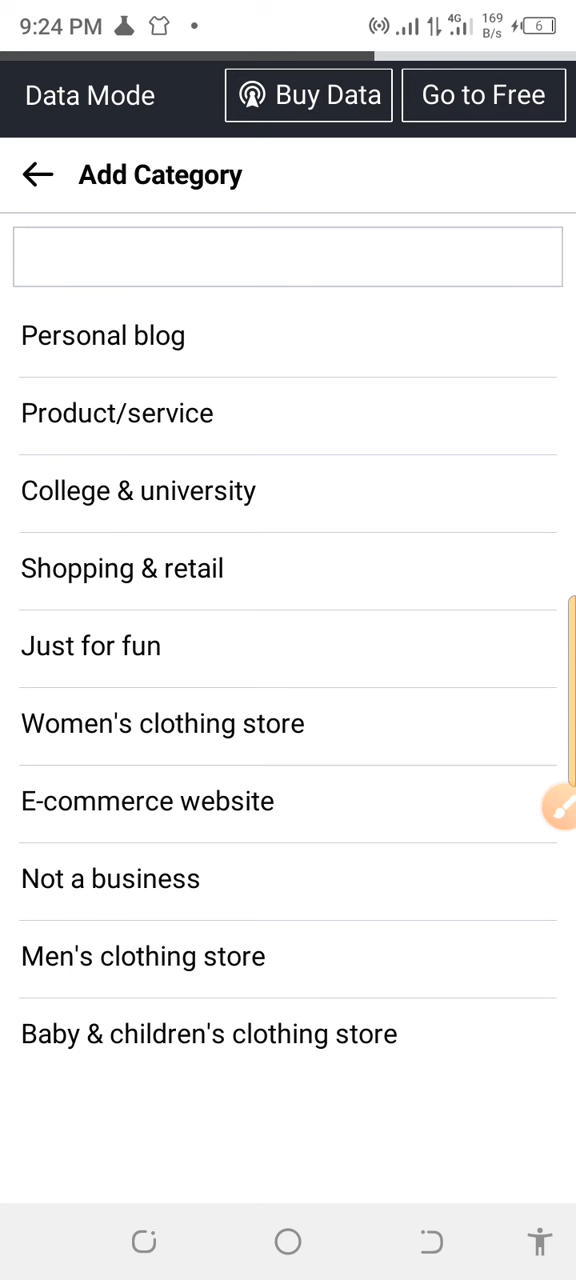 9:24 PM
4G
169
B/s
6
Data Mode
Buy Data
Go to Free
Add Category
Personal blog
Product/service
College & university
Shopping & retail
Just for fun
Women's clothing store
E-commerce website
Not a business
Men's clothing store
Baby & children's clothing store